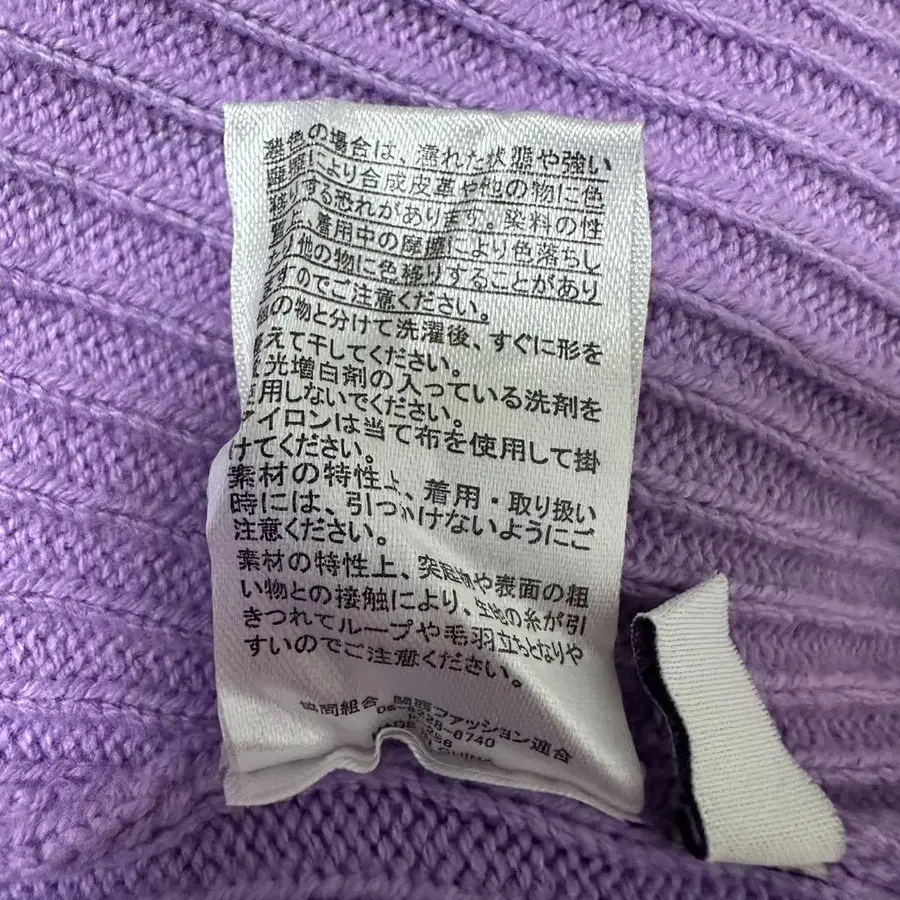 濃色の場合は、濡れた状態や強い
摩擦により合成皮革や他の物に色
移りする恐れがあります。染料の性
質上、着用中の摩擦により色落ちし
たり他の物に色移りすることがあり
ますのでご注意ください。
他の物と分けて洗濯後、すぐに形を
整えて干してください。
蛍光増白剤の入っている洗剤を
使用しないでください。
アイロンは当て布を使用して掛
けてください。
素材の特性上、着用・取り扱い
時には、引っかけないようにご
注意ください。
素材の特性上、突起物や表面の粗
い物との接触により、生地の糸が引
きつれてループや毛羽立ちとなりや
すいのでご注意ください。
協同組合 関西ファッション連合
06-6228-6740